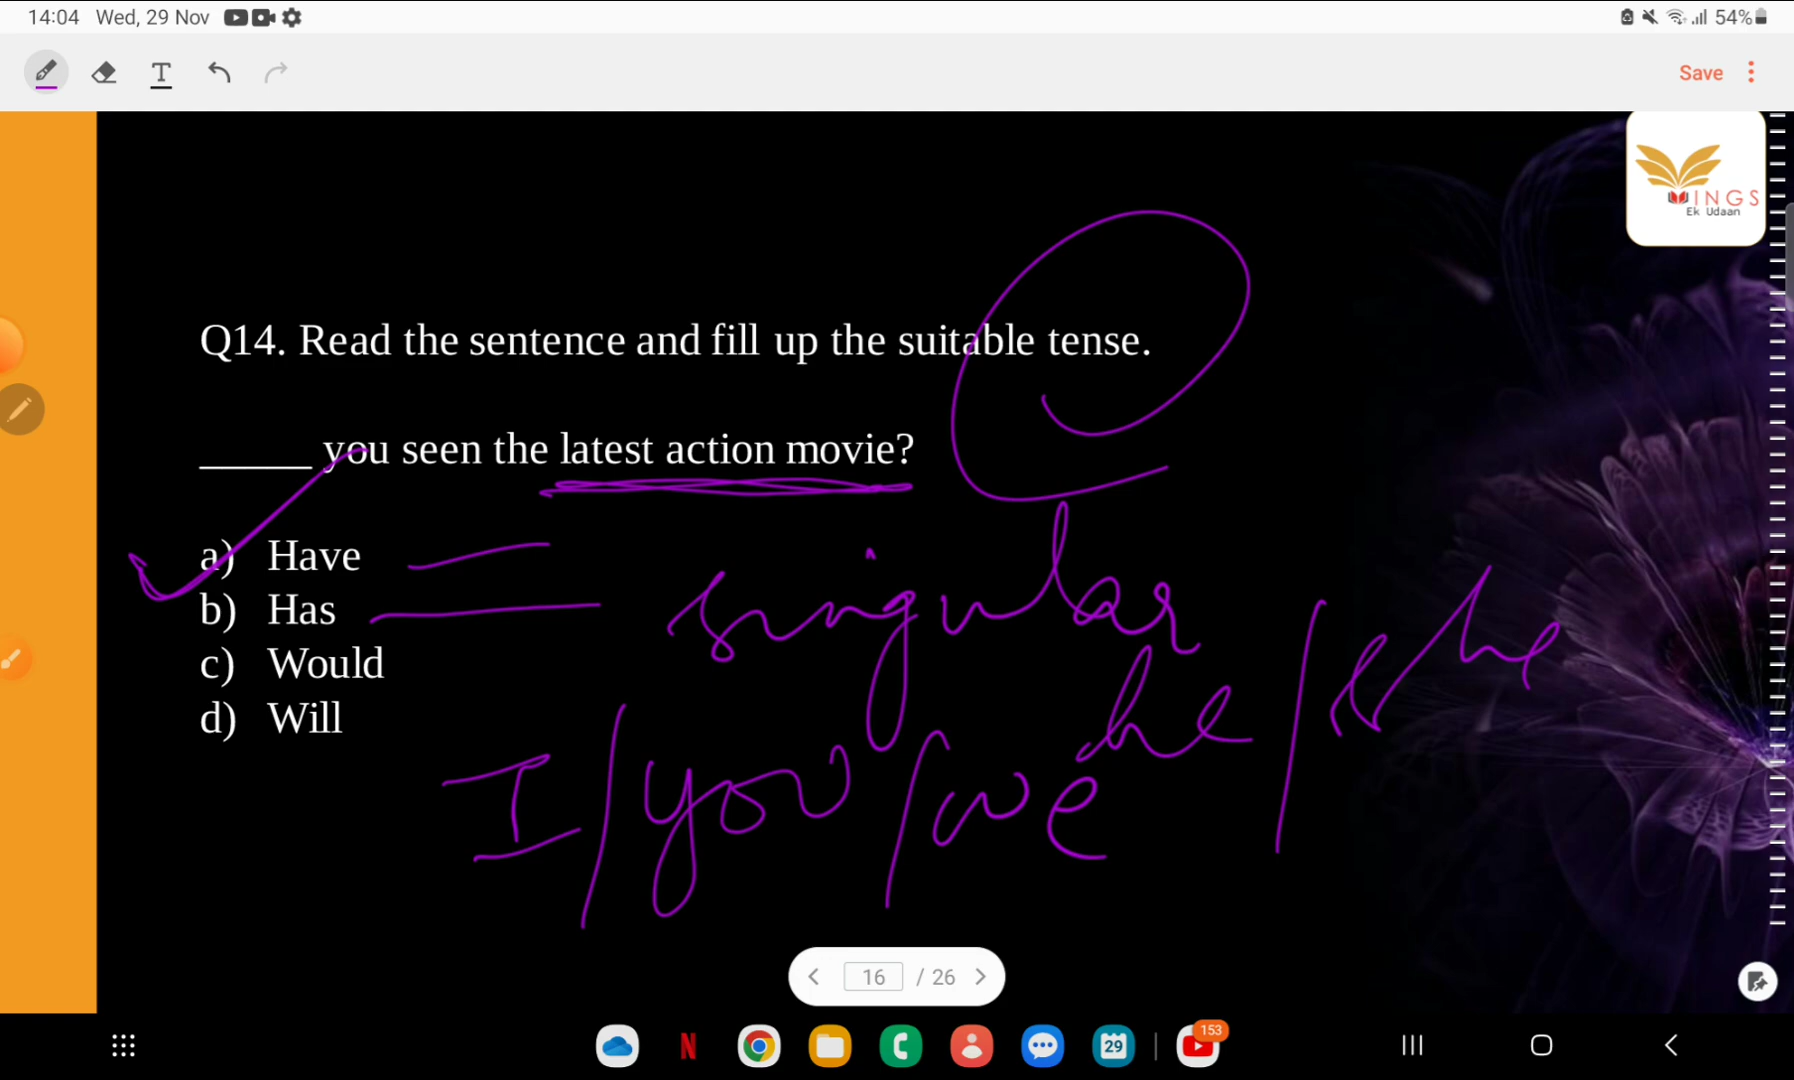 14:04 Wed, 29 Nov
54%
T
Save
WINGS
Ek Udaan
Q14. Read the sentence and fill up the suitable tense.
_____ you seen the latest action movie?
a) Have
b) Has
c) Would
d) Will
singular
he/she
I/you/we
16 / 26
29
153